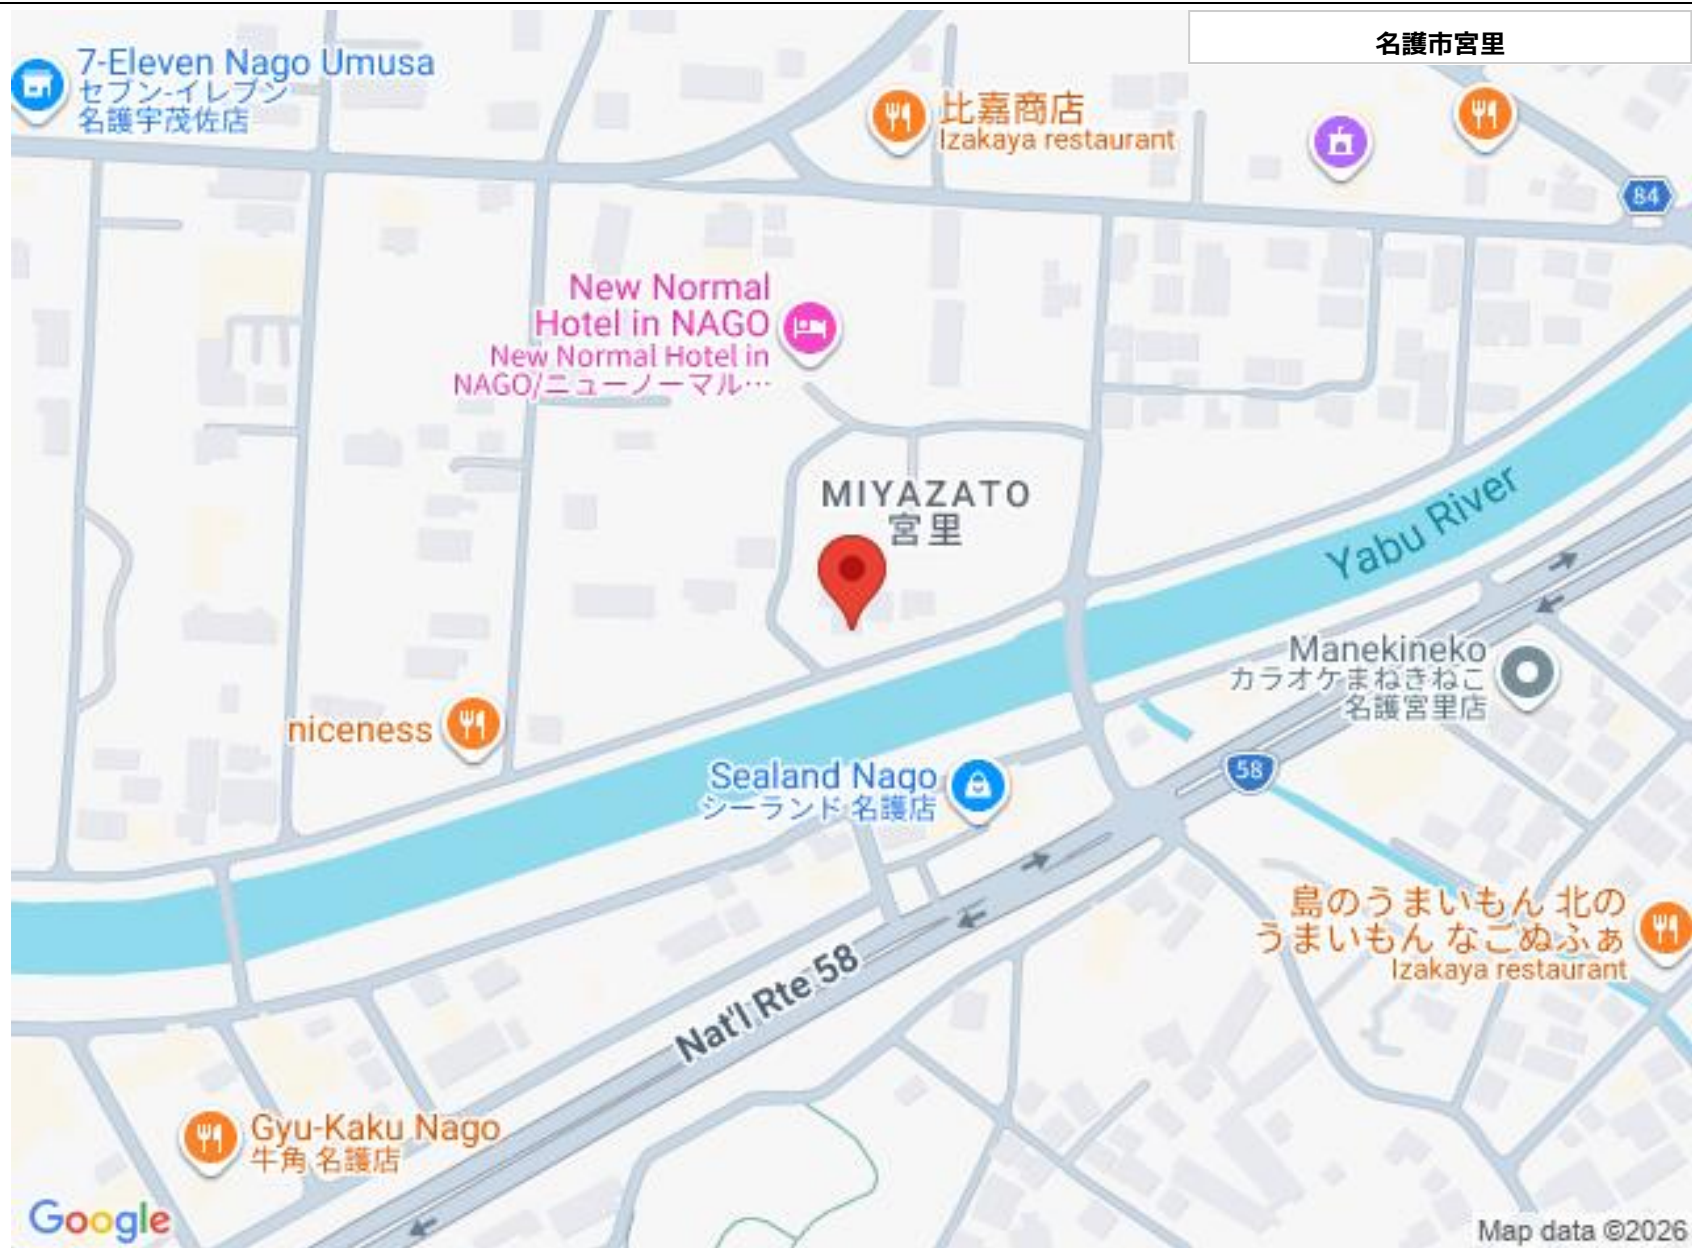 名護市宮里
7-Eleven Nago Umusa
セブン-イレブン
名護宇茂佐店
比嘉商店
Izakaya restaurant
84
New Normal
Hotel in NAGO
New Normal Hotel in
NAGO/ニューノーマル…
MIYAZATO
宮里
Yabu River
Manekineko
カラオケまねきねこ
名護宮里店
niceness
Sealand Nago
シーランド 名護店
58
島のうまいもん 北の
うまいもん なごぬふぁ
Izakaya restaurant
Nat'l Rte 58
Gyu-Kaku Nago
牛角 名護店
Google
Map data ©2026